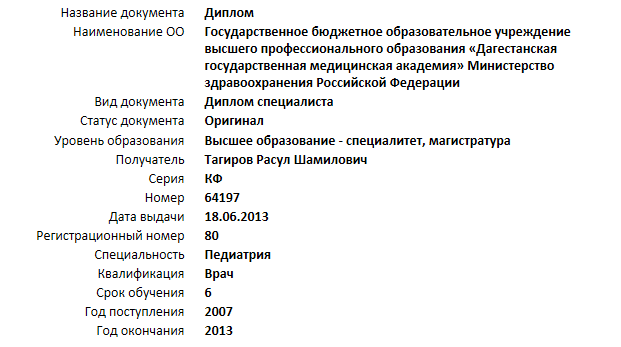 Название документа Диплом
Наименование ОО Государственное бюджетное образовательное учреждение
высшего профессионального образования «Дагестанская
государственная медицинская академия» Министерство
здравоохранения Российской Федерации
Вид документа Диплом специалиста
Статус документа Оригинал
Уровень образования Высшее образование - специалитет, магистратура
Получатель Тагиров Расул Шамилович
Серия КФ
Номер 64197
Дата выдачи 18.06.2013
Регистрационный номер 80
Специальность Педиатрия
Квалификация Врач
Срок обучения 6
Год поступления 2007
Год окончания 2013